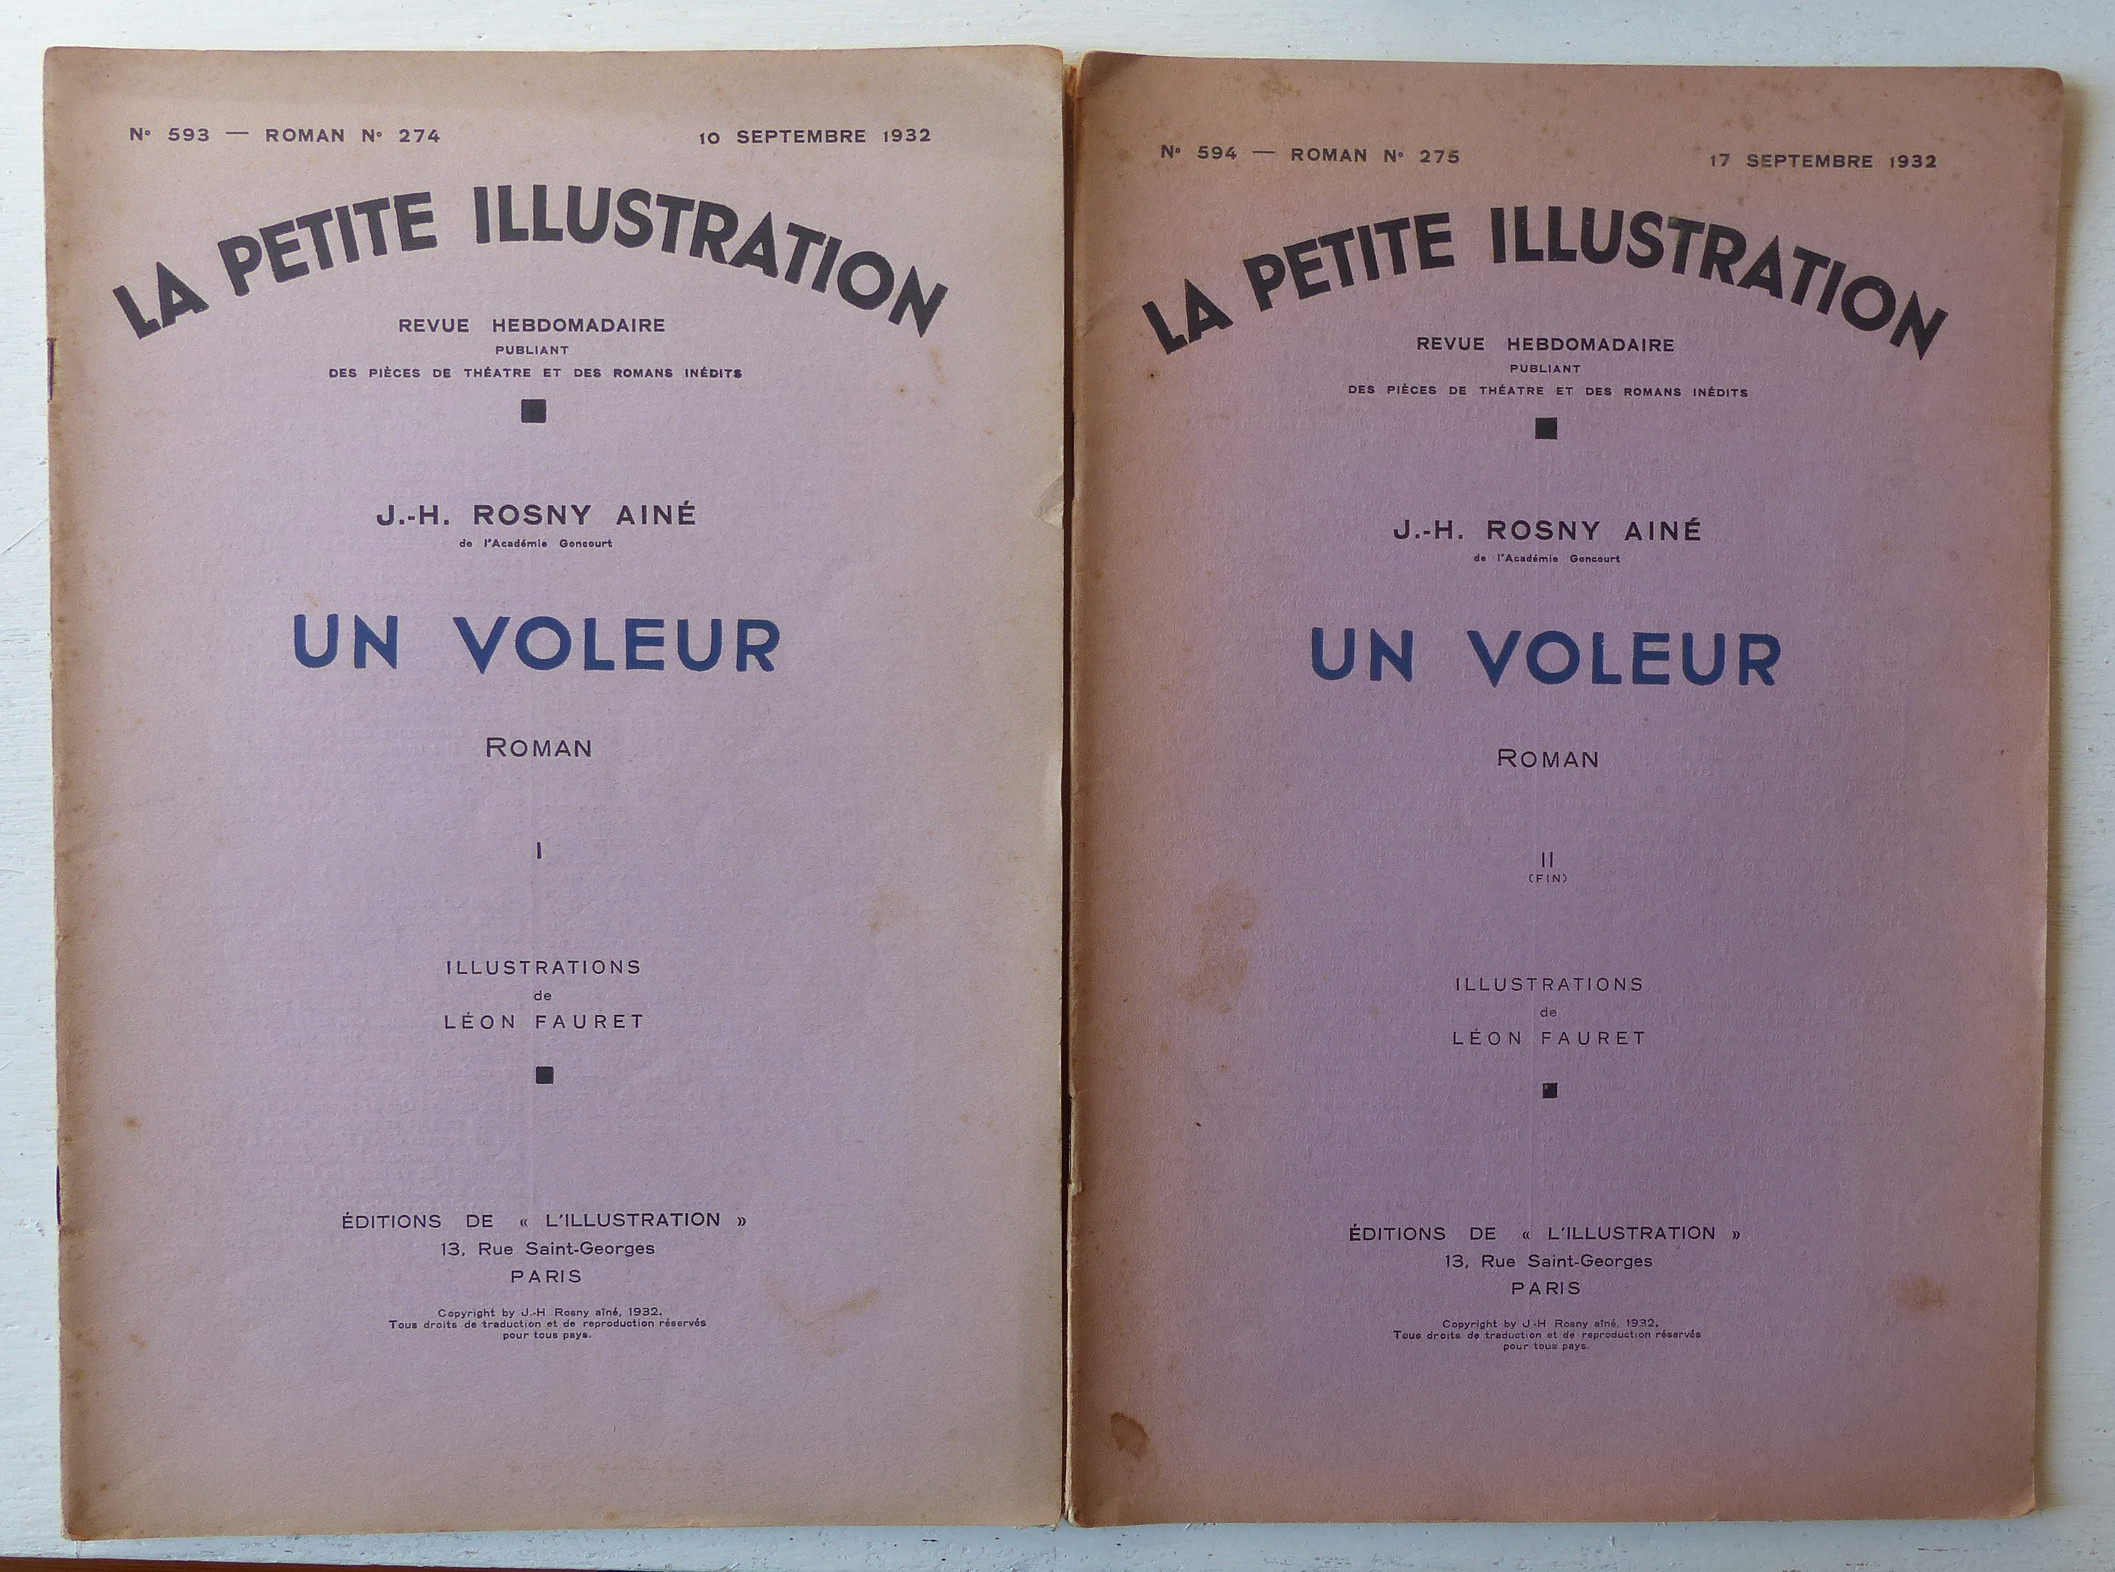 Nº 593 — ROMAN Nº 274 10 SEPTEMBRE 1932
LA PETITE ILLUSTRATION
REVUE HEBDOMADAIRE
PUBLIANT
DES PIÈCES DE THÉATRE ET DES ROMANS INÉDITS
J.-H. ROSNY AINÉ
de l'Académie Goncourt
UN VOLEUR
ROMAN
I
ILLUSTRATIONS
de
LÉON FAURET
ÉDITIONS DE « L'ILLUSTRATION »
13, Rue Saint-Georges
PARIS
Copyright by J.-H Rosny aîné, 1932.
Tous droits de traduction et de reproduction réservés
pour tous pays.
Nº 594 — ROMAN Nº 275 17 SEPTEMBRE 1932
LA PETITE ILLUSTRATION
REVUE HEBDOMADAIRE
PUBLIANT
DES PIÈCES DE THÉATRE ET DES ROMANS INÉDITS
J.-H. ROSNY AINÉ
de l'Académie Goncourt
UN VOLEUR
ROMAN
II
(FIN)
ILLUSTRATIONS
de
LÉON FAURET
ÉDITIONS DE « L'ILLUSTRATION »
13, Rue Saint-Georges
PARIS
Copyright by J.-H Rosny aîné, 1932.
Tous droits de traduction et de reproduction réservés
pour tous pays.